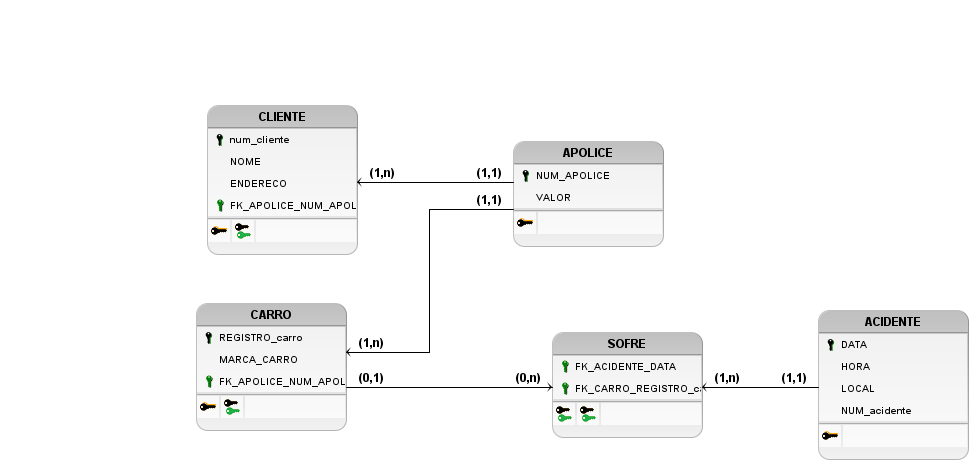 CLIENTE
num_cliente
NOME
ENDERECO
FK_APOLICE_NUM_APOL
(1,n)
(1,1)
APOLICE
NUM_APOLICE
VALOR
(1,1)
CARRO
REGISTRO_carro
MARCA_CARRO
FK_APOLICE_NUM_APOL
(1,n)
(0,1)
(0,n)
SOFRE
FK_ACIDENTE_DATA
FK_CARRO_REGISTRO_c
(1,n)
(1,1)
ACIDENTE
DATA
HORA
LOCAL
NUM_acidente